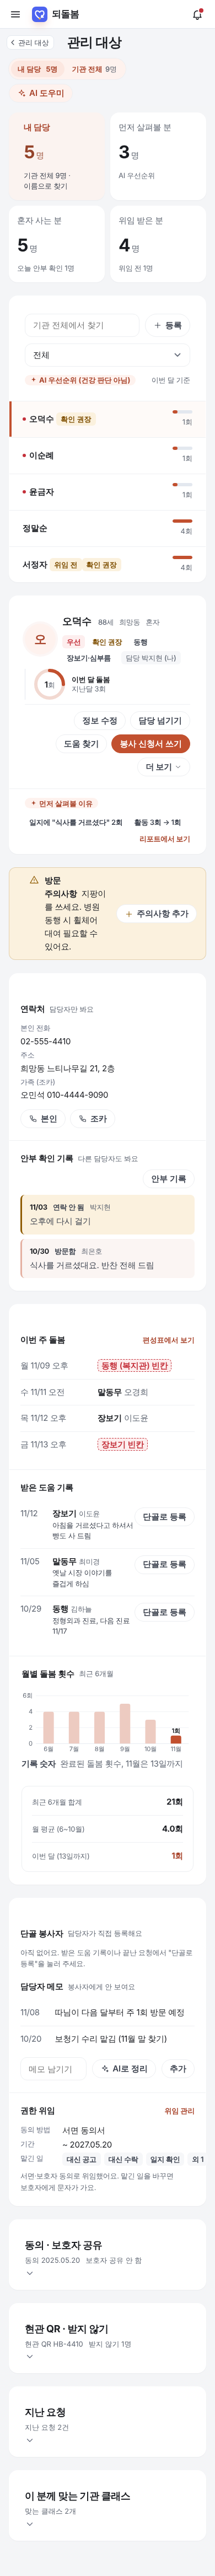 되돌봄
관리 대상
관리 대상
내 담당 5명
기관 전체 9명
AI 도우미
내 담당
5명
기관 전체 9명 ·
이름으로 찾기
먼저 살펴볼 분
3명
AI 우선순위
혼자 사는 분
5명
오늘 안부 확인 1명
위임 받은 분
4명
위임 전 1명
기관 전체에서 찾기
등록
전체
AI 우선순위 (건강 판단 아님)
이번 달 기준
오덕수 확인 권장
1회
이순례
1회
윤금자
1회
정말순
4회
서정자 위임 전 확인 권장
4회
오
오덕수 88세 희망동 혼자
우선 확인 권장 동행
장보기·심부름 담당 박지현 (나)
1회
이번 달 돌봄
지난달 3회
정보 수정
담당 넘기기
도움 찾기
봉사 신청서 쓰기
더 보기
먼저 살펴볼 이유
일지에 "식사를 거르셨다" 2회 활동 3회 → 1회
리포트에서 보기
방문
주의사항 지팡이
를 쓰세요. 병원
동행 시 휠체어
대여 필요할 수
있어요.
주의사항 추가
연락처 담당자만 봐요
본인 전화
02-555-4410
주소
희망동 느티나무길 21, 2층
가족 (조카)
오민석 010-4444-9090
본인
조카
안부 확인 기록 다른 담당자도 봐요
안부 기록
11/03 연락 안 됨 박지현
오후에 다시 걸기
10/30 방문함 최은호
식사를 거르셨대요. 반찬 전해 드림
이번 주 돌봄
편성표에서 보기
월 11/09 오후 동행 (복지관) 빈칸
수 11/11 오전 말동무 오경희
목 11/12 오후 장보기 이도윤
금 11/13 오후 장보기 빈칸
받은 도움 기록
11/12 장보기 이도윤
아침을 거르셨다고 하셔서
빵도 사 드림
단골로 등록
11/05 말동무 최미경
옛날 시장 이야기를
즐겁게 하심
단골로 등록
10/29 동행 김하늘
정형외과 진료, 다음 진료
11/17
단골로 등록
월별 돌봄 횟수 최근 6개월
6회
4
2
0
1회
6월 7월 8월 9월 10월 11월
기록 숫자 완료된 돌봄 횟수, 11월은 13일까지
최근 6개월 합계 21회
월 평균 (6~10월) 4.0회
이번 달 (13일까지) 1회
단골 봉사자 담당자가 직접 등록해요
아직 없어요. 받은 도움 기록이나 끝난 요청에서 "단골로
등록"을 눌러 주세요.
담당자 메모 봉사자에게 안 보여요
11/08 따님이 다음 달부터 주 1회 방문 예정
10/20 보청기 수리 맡김 (11월 말 찾기)
메모 남기기
AI로 정리
추가
권한 위임
위임 관리
동의 방법 서면 동의서
기간 ~ 2027.05.20
맡긴 일 대신 공고 대신 수락 일지 확인 외 1
서면·보호자 동의로 위임했어요. 맡긴 일을 바꾸면
보호자에게 문자가 가요.
동의 · 보호자 공유
동의 2025.05.20 보호자 공유 안 함
현관 QR · 받지 않기
현관 QR HB-4410 받지 않기 1명
지난 요청
지난 요청 2건
이 분께 맞는 기관 클래스
맞는 클래스 2개